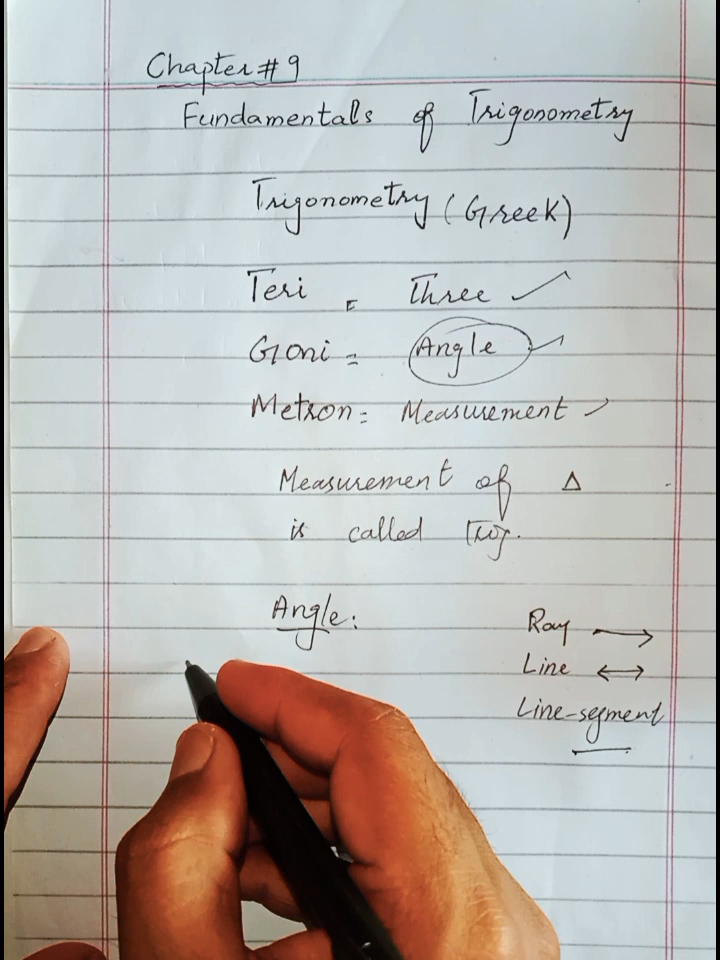 Chapter # 9
Fundamentals of Trigonometry
Trigonometry (Greek)
Teri = Three ✓
Goni = Angle ✓
Metron = Measurement ✓
Measurement of Δ
is called Trig.
Angle:
Ray →
Line ↔
Line-segment